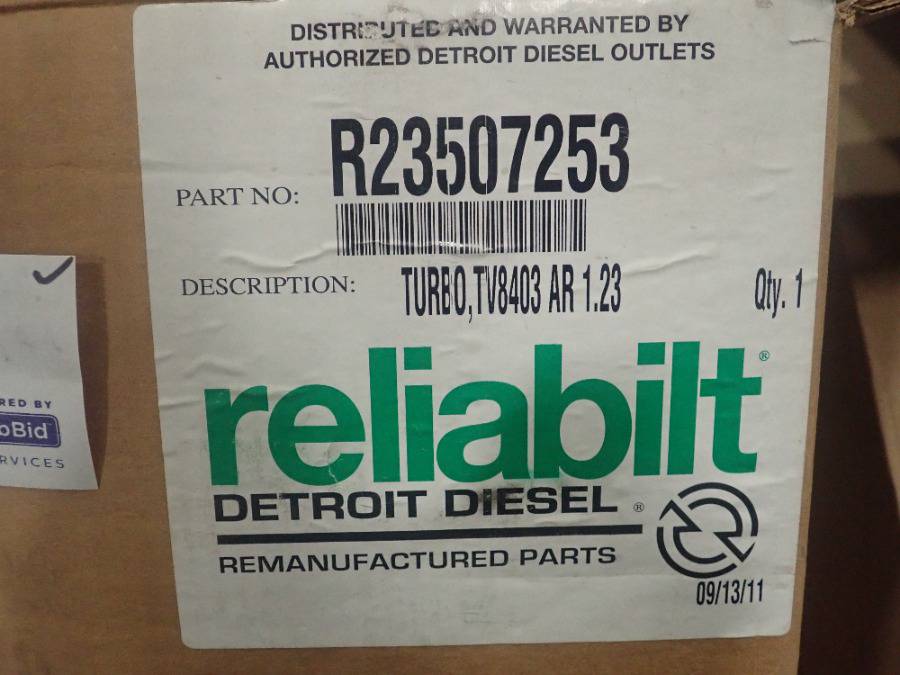 DISTRIBUTED AND WARRANTED BY
AUTHORIZED DETROIT DIESEL OUTLETS
PART NO: R23507253
DESCRIPTION: TURBO,TV8403 AR 1.23 Qty. 1
reliabilt®
DETROIT DIESEL®
REMANUFACTURED PARTS
09/13/11
RED BY
oBid
RVICES